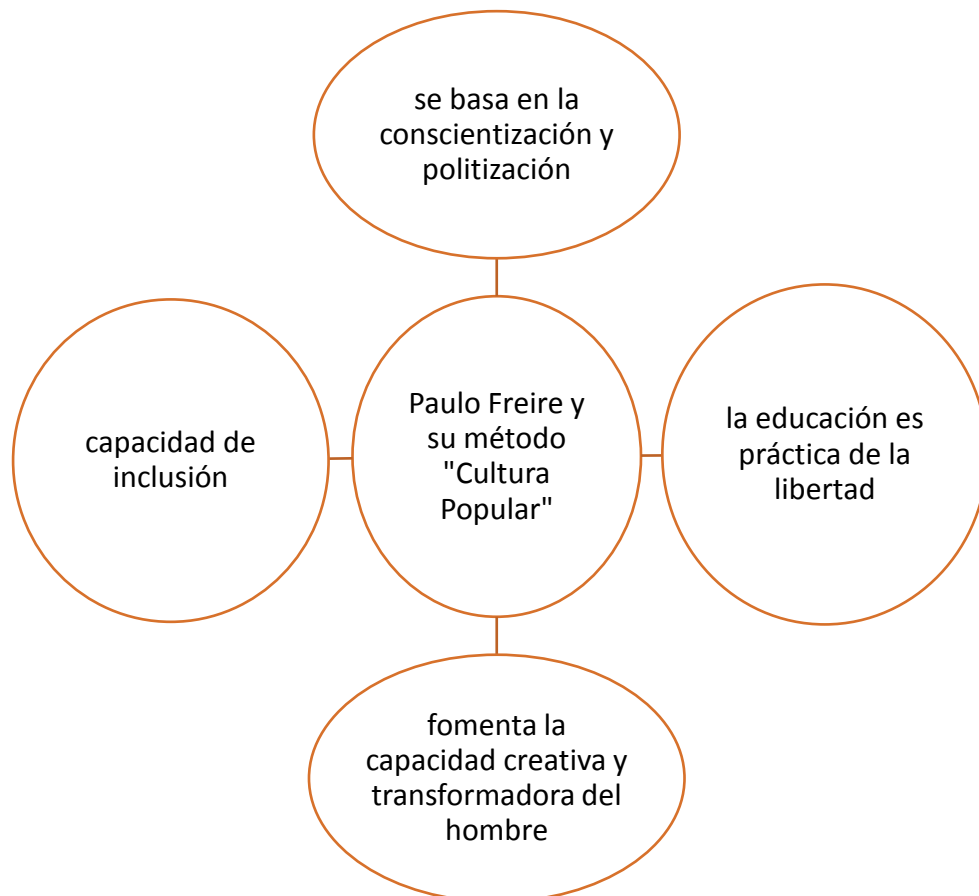 se basa en la
conscientización y
politización
capacidad de
inclusión
Paulo Freire y
su método
"Cultura
Popular"
la educación es
práctica de la
libertad
fomenta la
capacidad creativa y
transformadora del
hombre